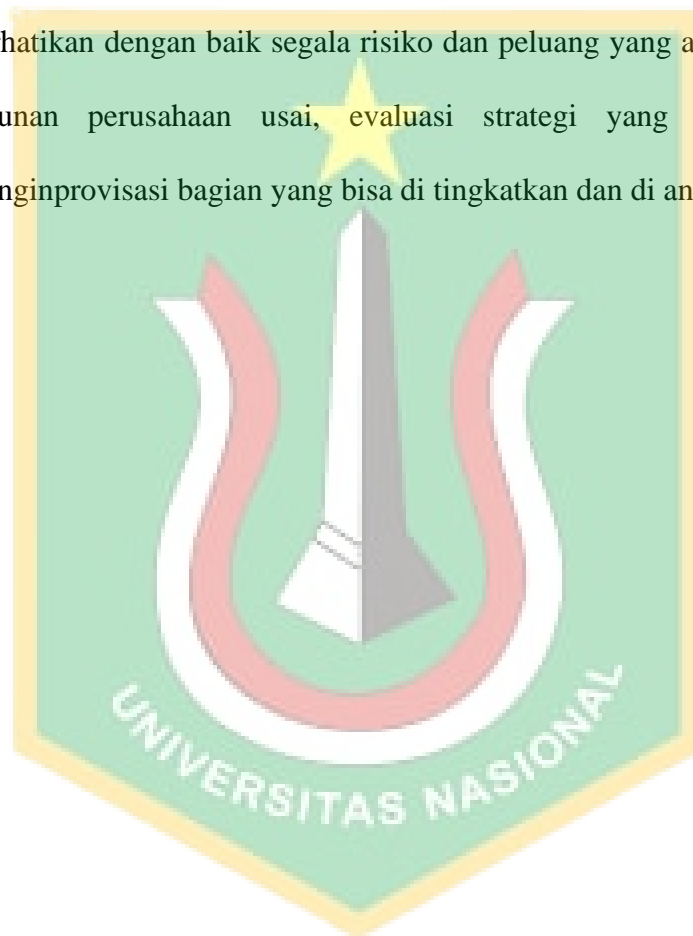 hatikan dengan baik segala risiko dan peluang yang a
unan perusahaan usai, evaluasi strategi yang
nginprovisasi bagian yang bisa di tingkatkan dan di an
UNIVERSITAS NASIONAL